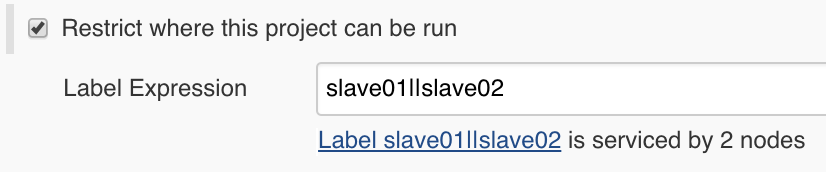 Restrict where this project can be run
Label Expression
slave01||slave02
Label slave01||slave02 is serviced by 2 nodes